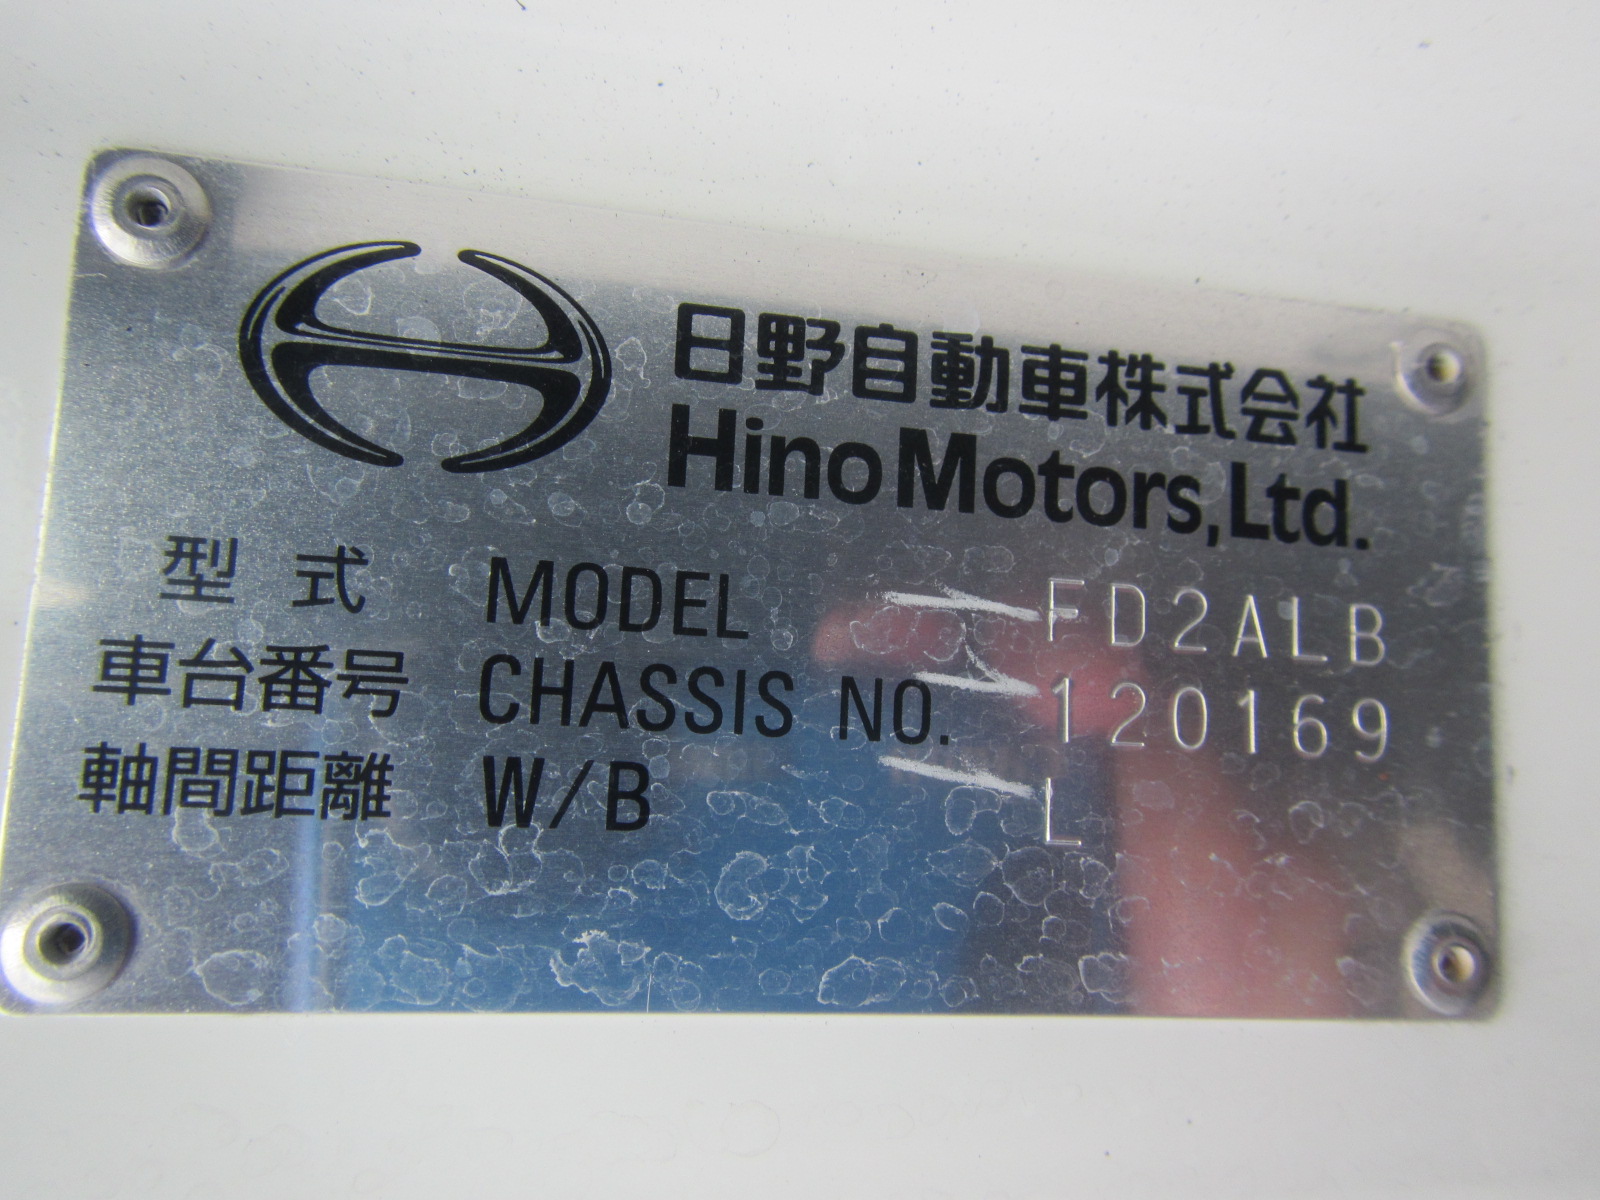 日野自動車株式会社
Hino Motors,Ltd.
型 式 MODEL FD2ALB
車台番号 CHASSIS NO. 120169
軸間距離 W/B L